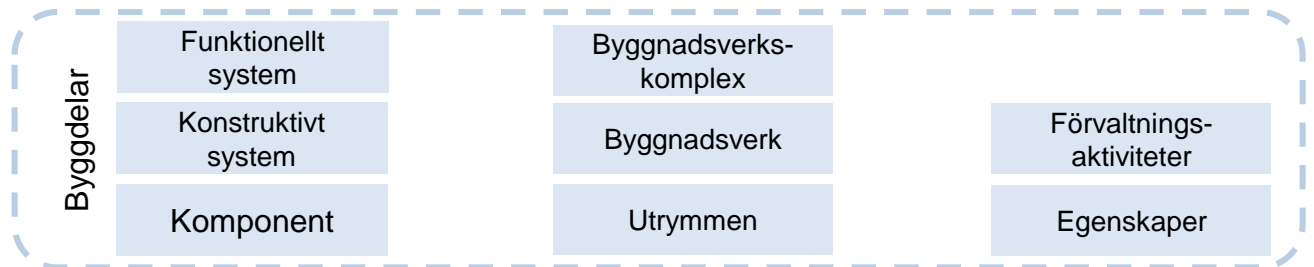 Byggdelar
Funktionellt
system
Konstruktivt
system
Komponent
Byggnadsverks-
komplex
Byggnadsverk
Utrymmen
Förvaltnings-
aktiviteter
Egenskaper